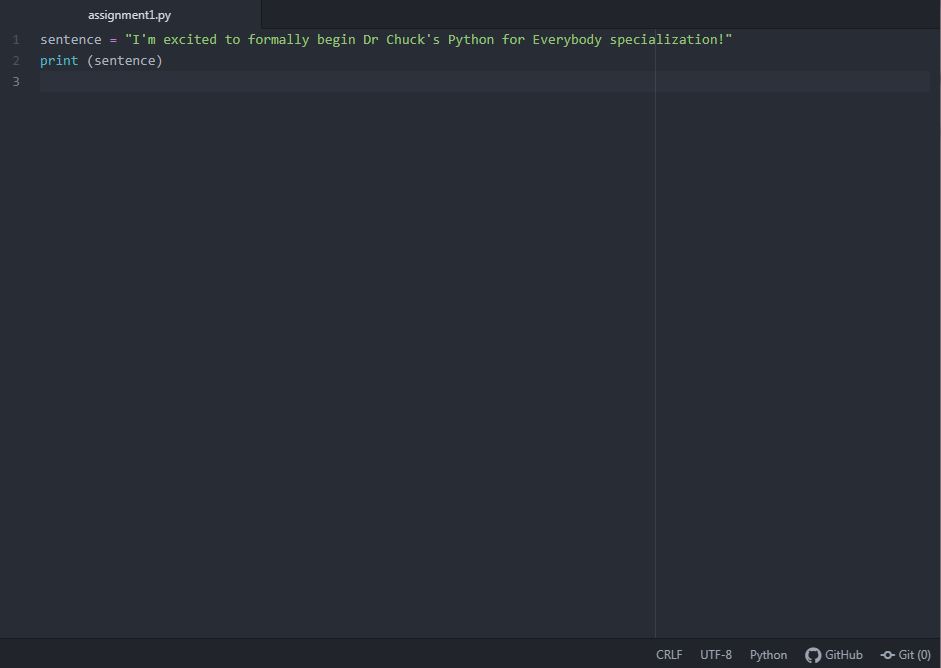 assignment1.py
1 sentence = "I'm excited to formally begin Dr Chuck's Python for Everybody specialization!"
2 print (sentence)
3
CRLF UTF-8 Python GitHub Git (0)